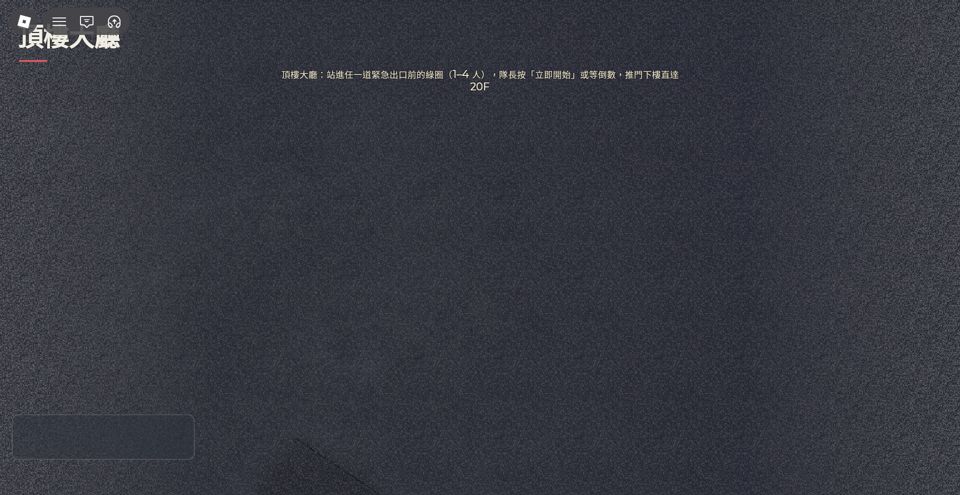 頂樓大廳
頂樓大廳：站進任一道緊急出口前的綠圈（1–4 人），隊長按「立即開始」或等倒數，推門下樓直達
20F